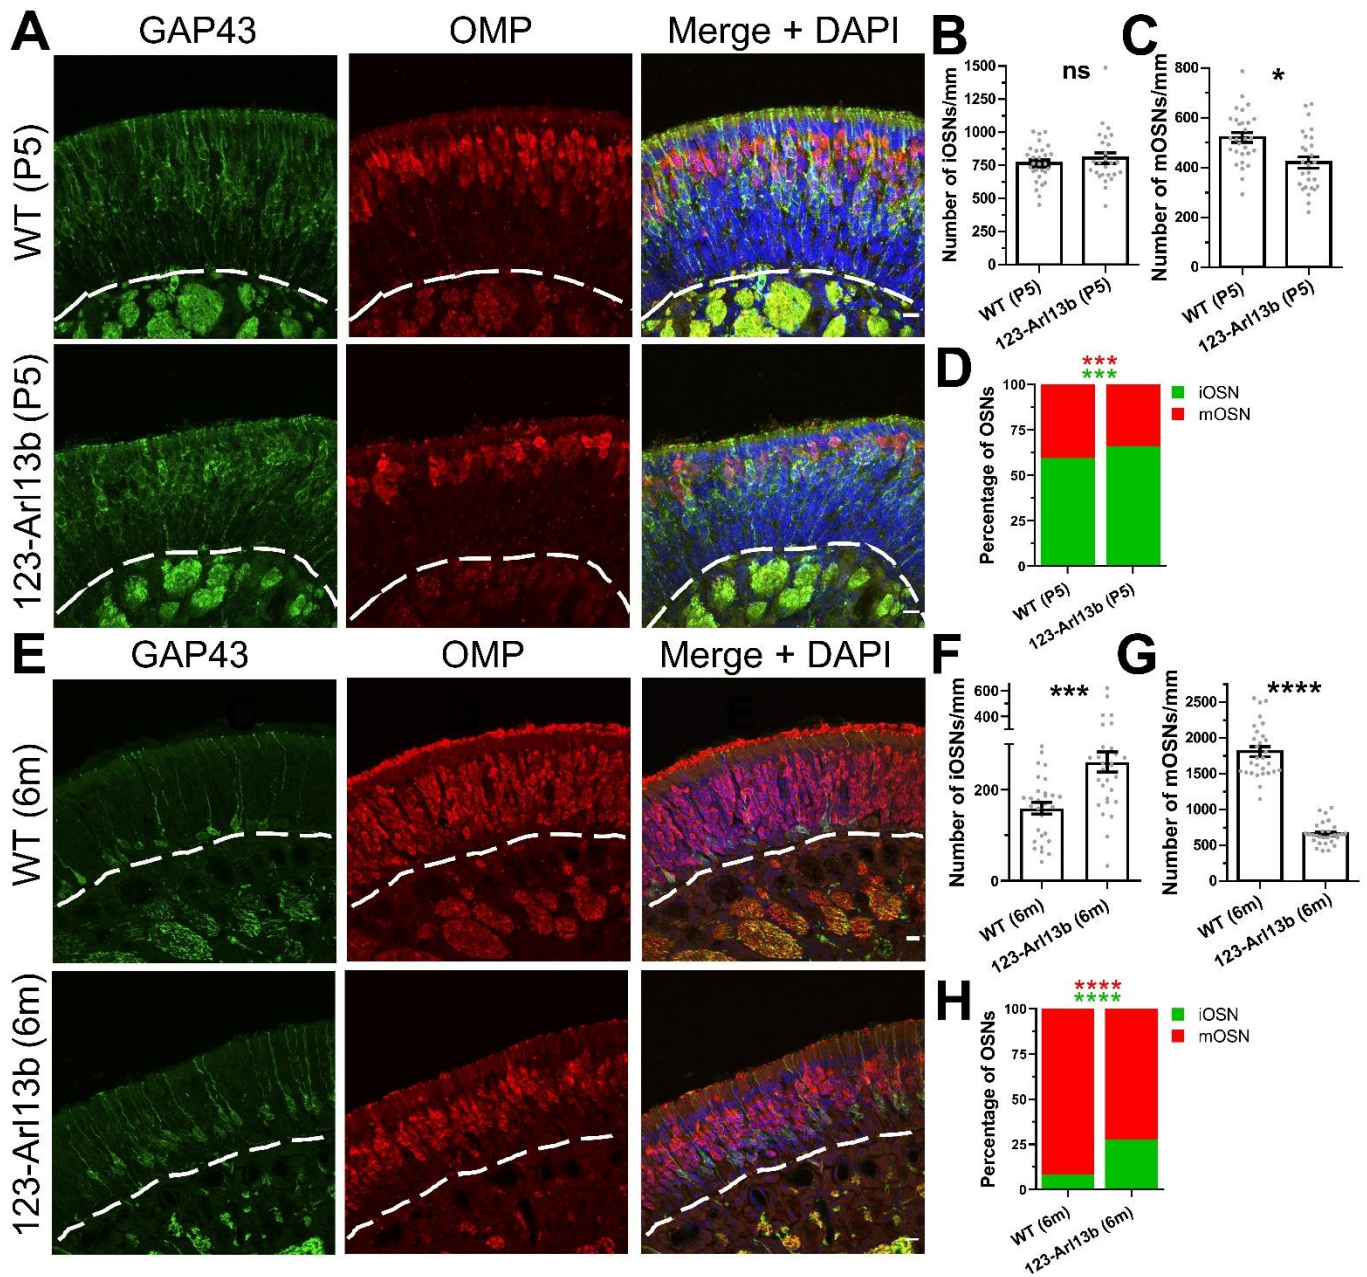 A
GAP43
OMP
Merge + DAPI
WT (P5)
123-Arl13b (P5)
B
Number of iOSNs/mm
1500
1250
1000
750
500
250
0
ns
WT (P5)
123-Arl13b (P5)
C
Number of mOSNs/mm
800
600
400
200
0
*
WT (P5)
123-Arl13b (P5)
D
Percentage of OSNs
100
75
50
25
0
***
***
iOSN
mOSN
WT (P5)
123-Arl13b (P5)
E
GAP43
OMP
Merge + DAPI
WT (6m)
123-Arl13b (6m)
C
D
E
F
Number of iOSNs/mm
600
400
200
0
***
WT (6m)
123-Arl13b (6m)
G
Number of mOSNs/mm
2500
2000
1500
1000
500
0
****
WT (6m)
123-Arl13b (6m)
H
Percentage of OSNs
100
75
50
25
0
****
****
iOSN
mOSN
WT (6m)
123-Arl13b (6m)